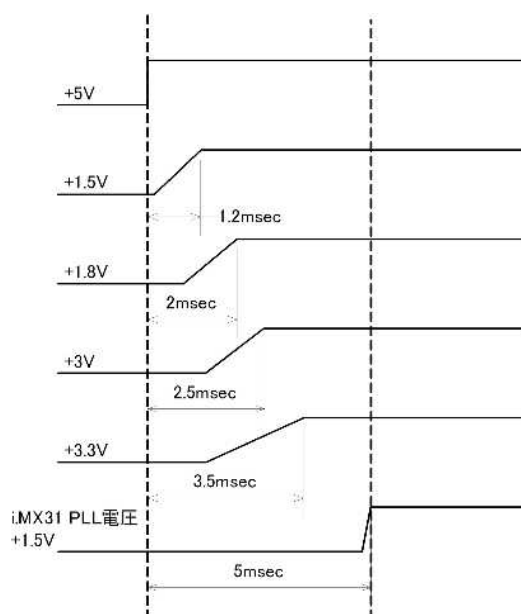 +5V
+1.5V
1.2msec
+1.8V
2msec
+3V
2.5msec
+3.3V
3.5msec
i.MX31 PLL電圧
+1.5V
5msec